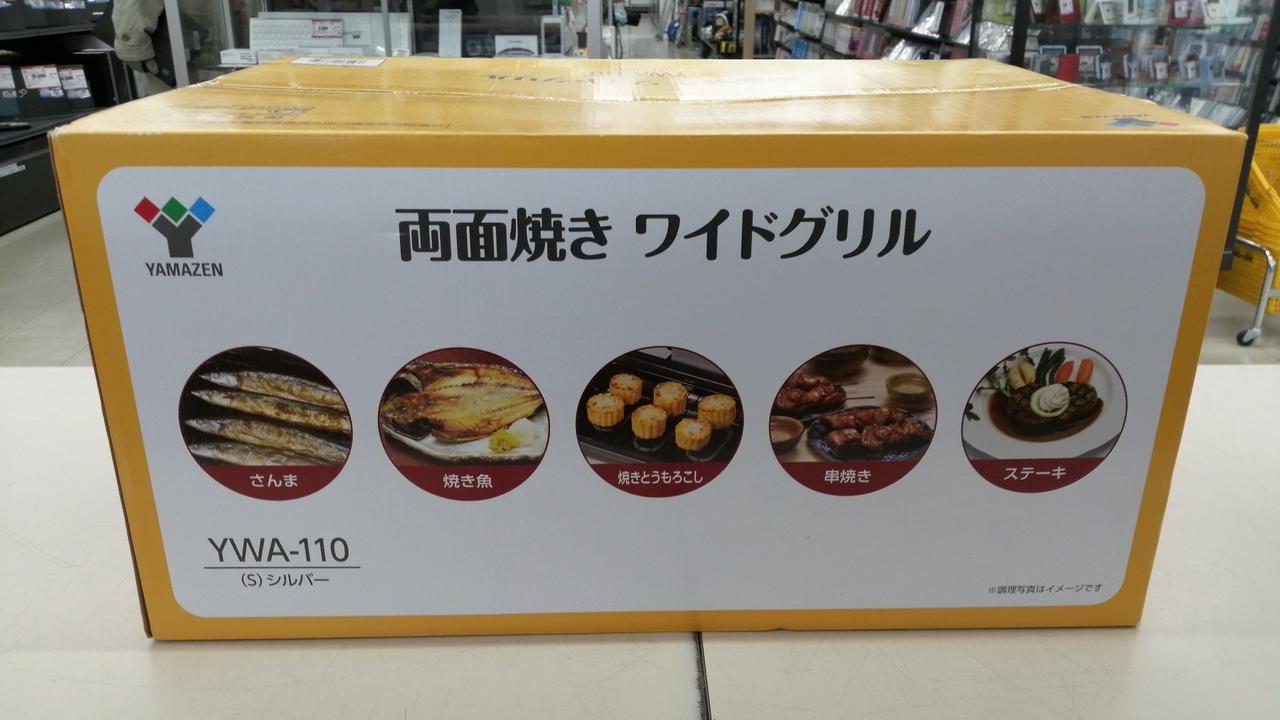 YAMAZEN
両面焼き ワイドグリル
さんま
焼き魚
焼きとうもろこし
串焼き
ステーキ
YWA-110
(S)シルバー
※調理写真はイメージです